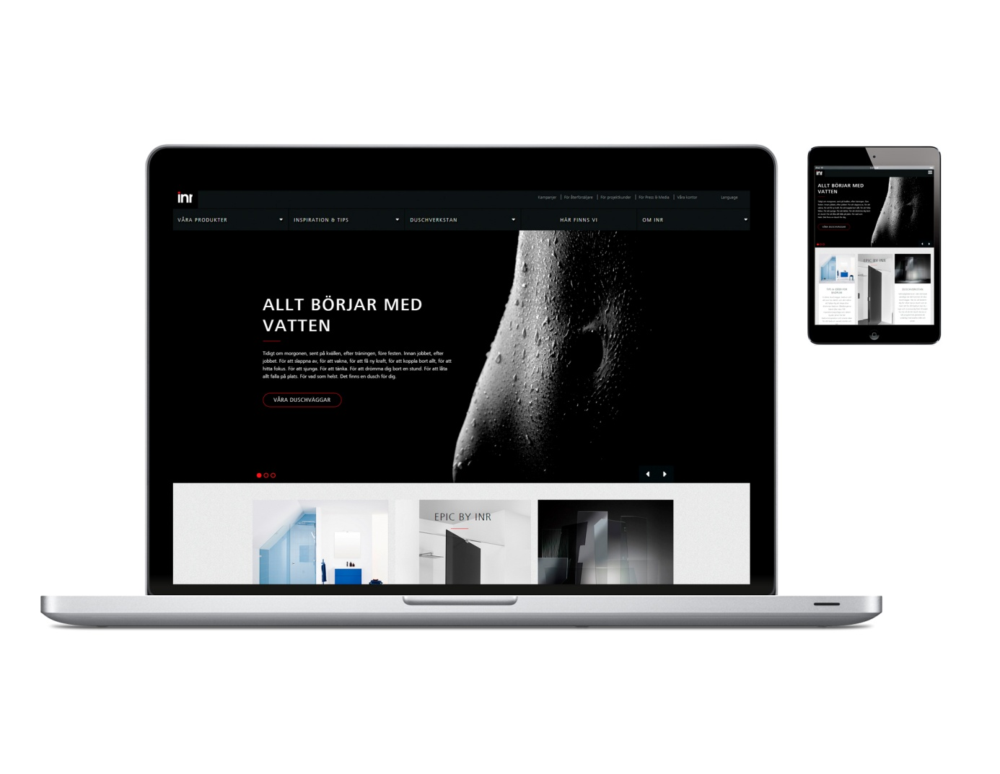 inr
Kampanjer För återförsäljare För projektkunder För Press & Media Våra kontor Language
VÅRA PRODUKTER INSPIRATION & TIPS DUSCHVERKSTAN HÄR FINNS VI OM INR
ALLT BÖRJAR MED
VATTEN
Tidigt om morgonen, sent på kvällen, efter träningen, före festen. Innan jobbet, efter
jobbet. För att slappna av, för att vakna, för att få ny kraft, för att koppla bort allt, för att
hitta fokus. För att sjunga. För att tänka. För att drömma dig bort en stund. För att låta
allt falla på plats. För vad som helst. Det finns en dusch för dig.
VÅRA DUSCHVÄGGAR
EPIC BY INR
inr
ALLT BÖRJAR MED
VATTEN
VÅRA DUSCHVÄGGAR
EPIC BY INR
DUSCHVERKSTAN